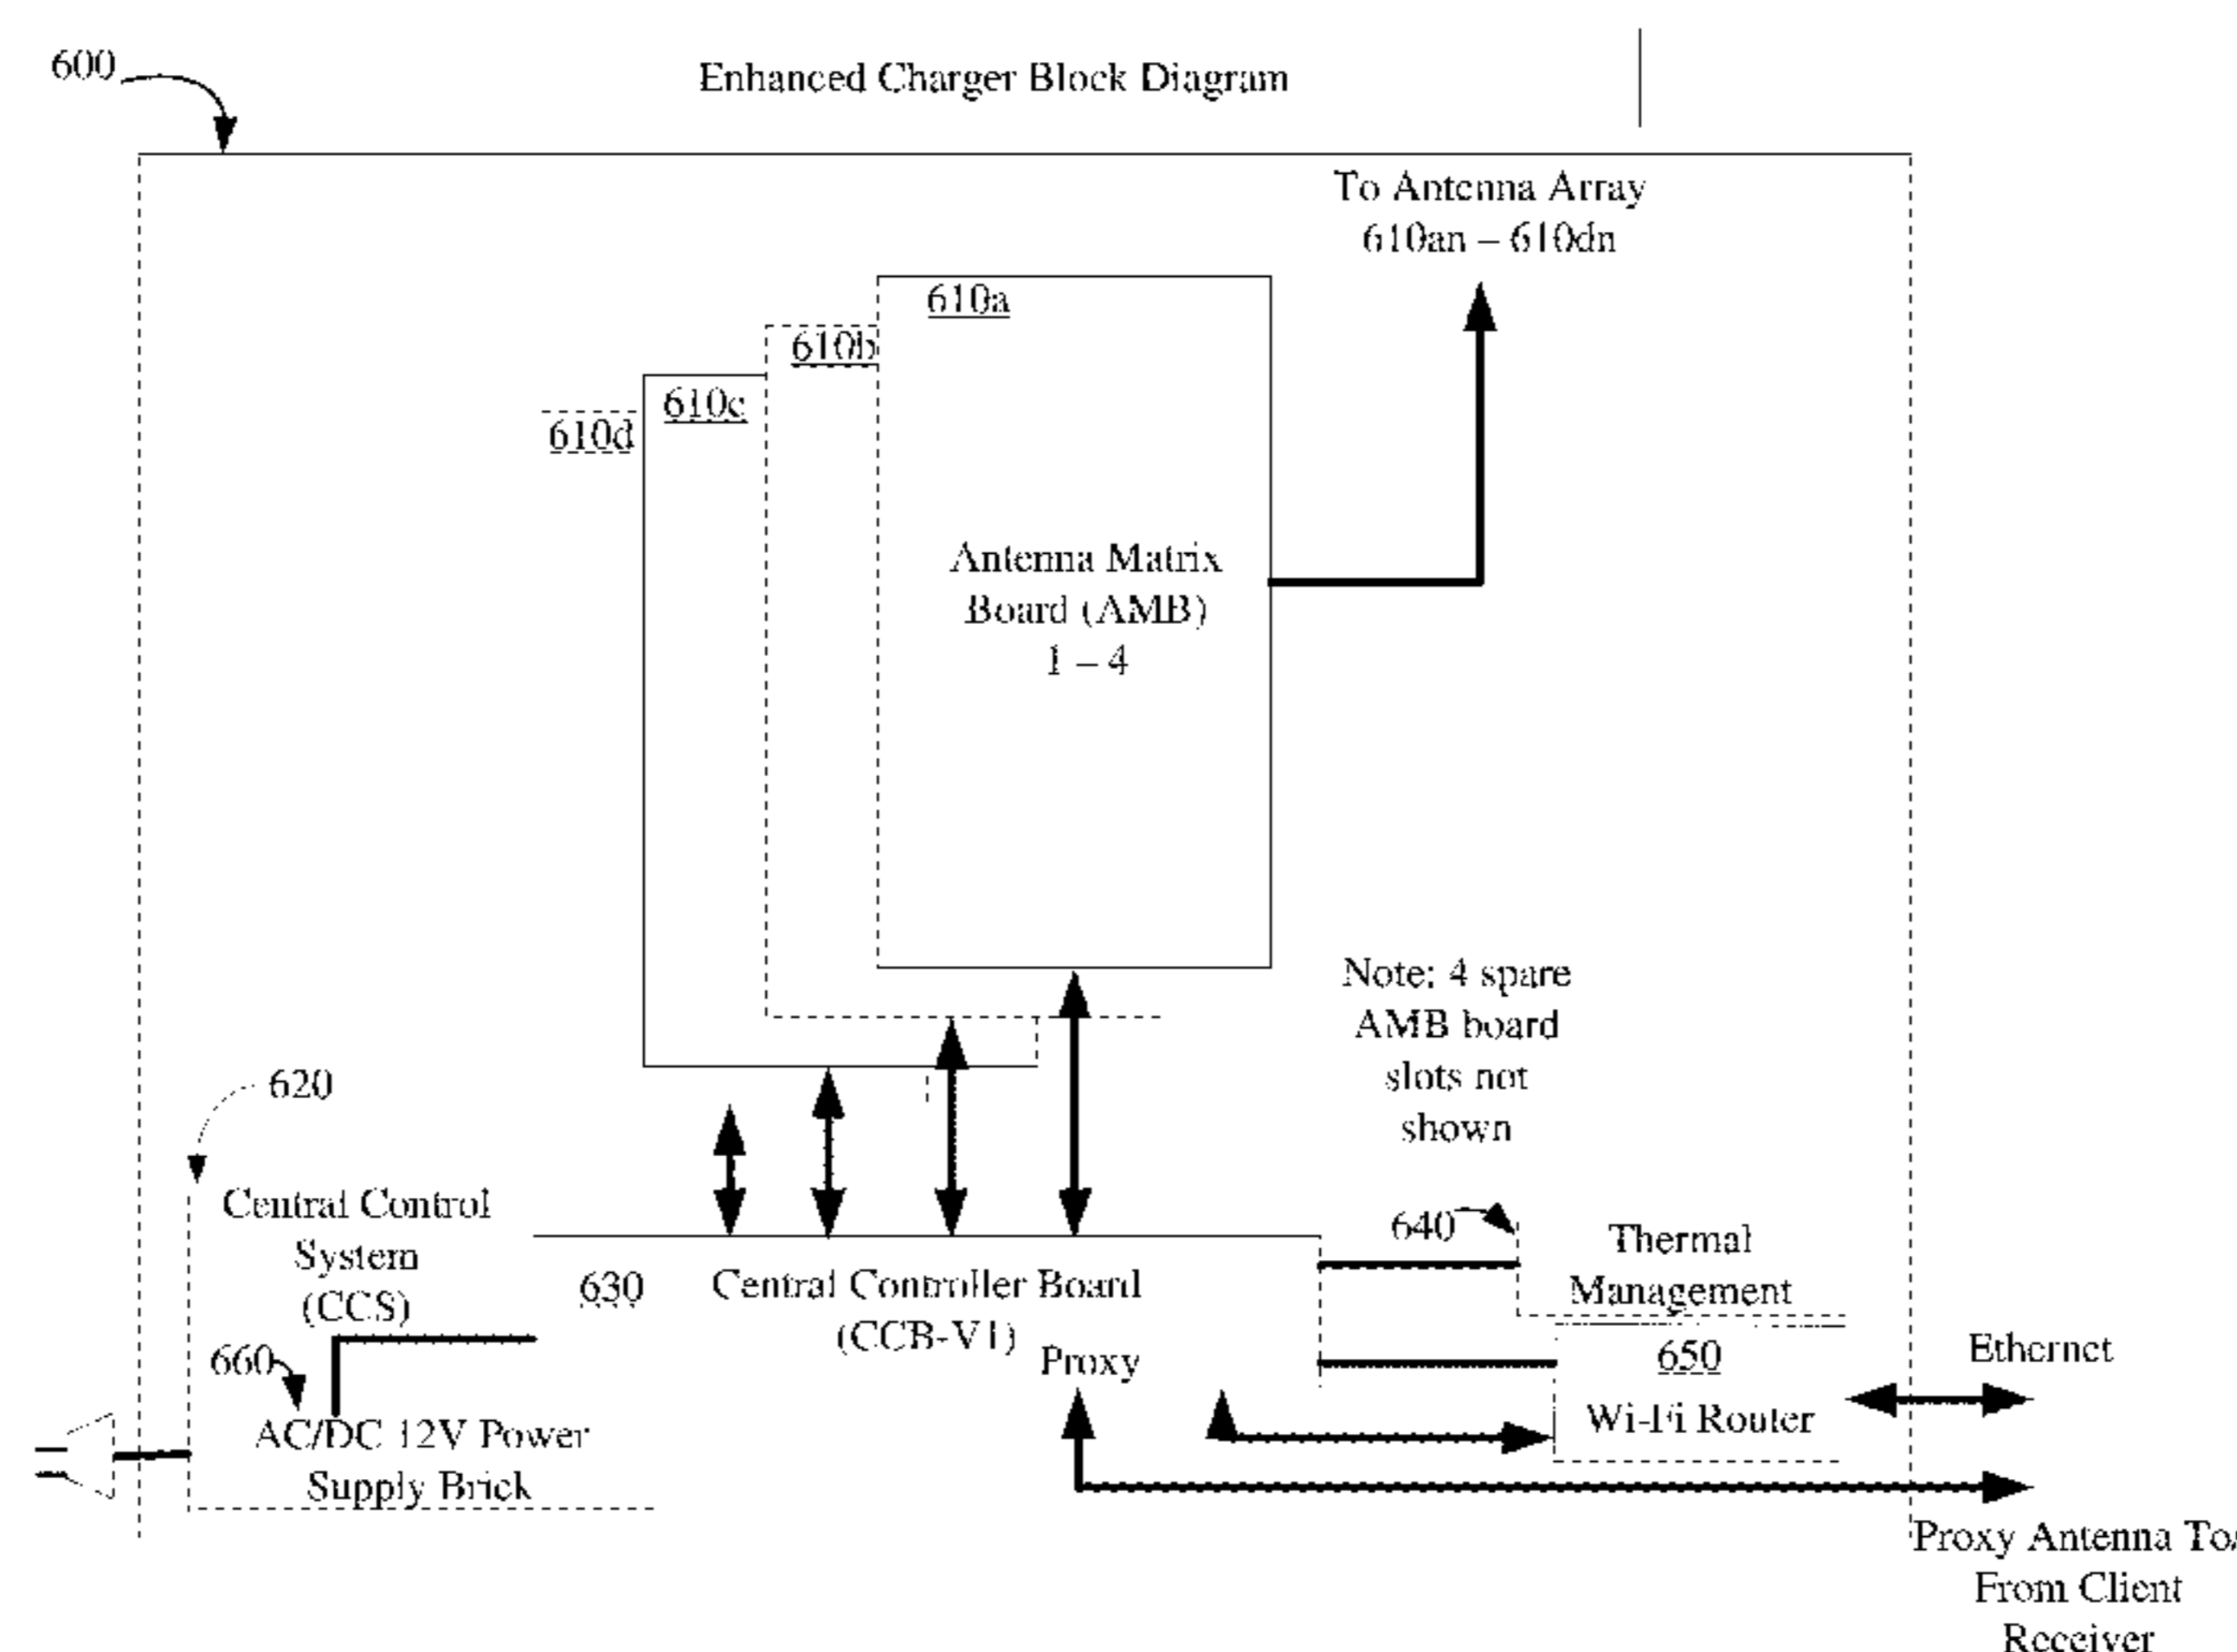 600
Enhanced Charger Block Diagram
To Antenna Array
610an – 610dn
610a
610b
610c
610d
Antenna Matrix
Board (AMB)
1 – 4
Note: 4 spare
AMB board
slots not
shown
620
Central Control
System
(CCS)
630
Central Controller Board
(CCB-V1)
Proxy
640
Thermal
Management
650
Wi-Fi Router
Ethernet
660
AC/DC 12V Power
Supply Brick
Proxy Antenna To/
From Client
Receiver